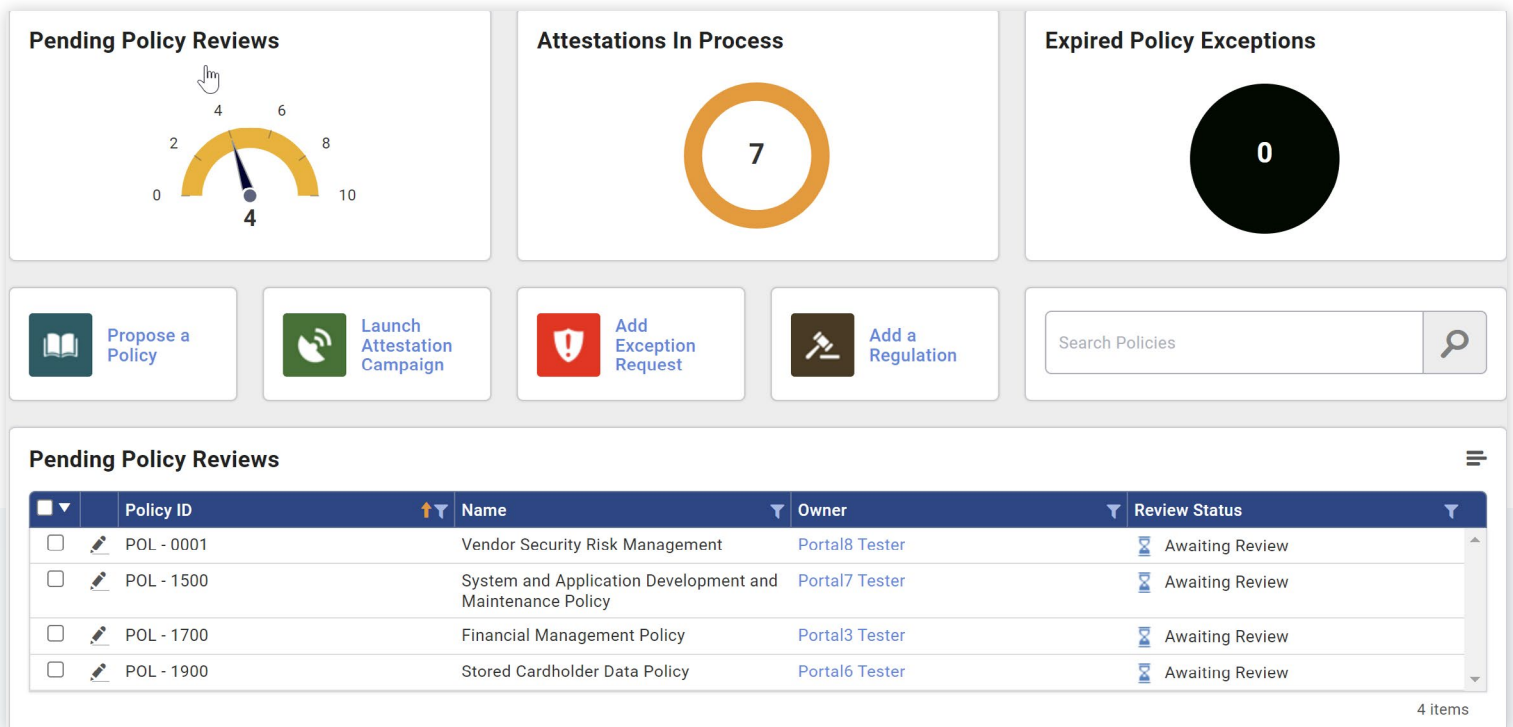 Pending Policy Reviews
Attestations In Process
Expired Policy Exceptions
0
2
4
6
8
10
4
7
0
Propose a
Policy
Launch
Attestation
Campaign
Add
Exception
Request
Add a
Regulation
Search Policies
Pending Policy Reviews
Policy ID Name Owner Review Status
POL - 0001 Vendor Security Risk Management Portal8 Tester Awaiting Review
POL - 1500 System and Application Development and Portal7 Tester Awaiting Review
Maintenance Policy
POL - 1700 Financial Management Policy Portal3 Tester Awaiting Review
POL - 1900 Stored Cardholder Data Policy Portal6 Tester Awaiting Review
4 items